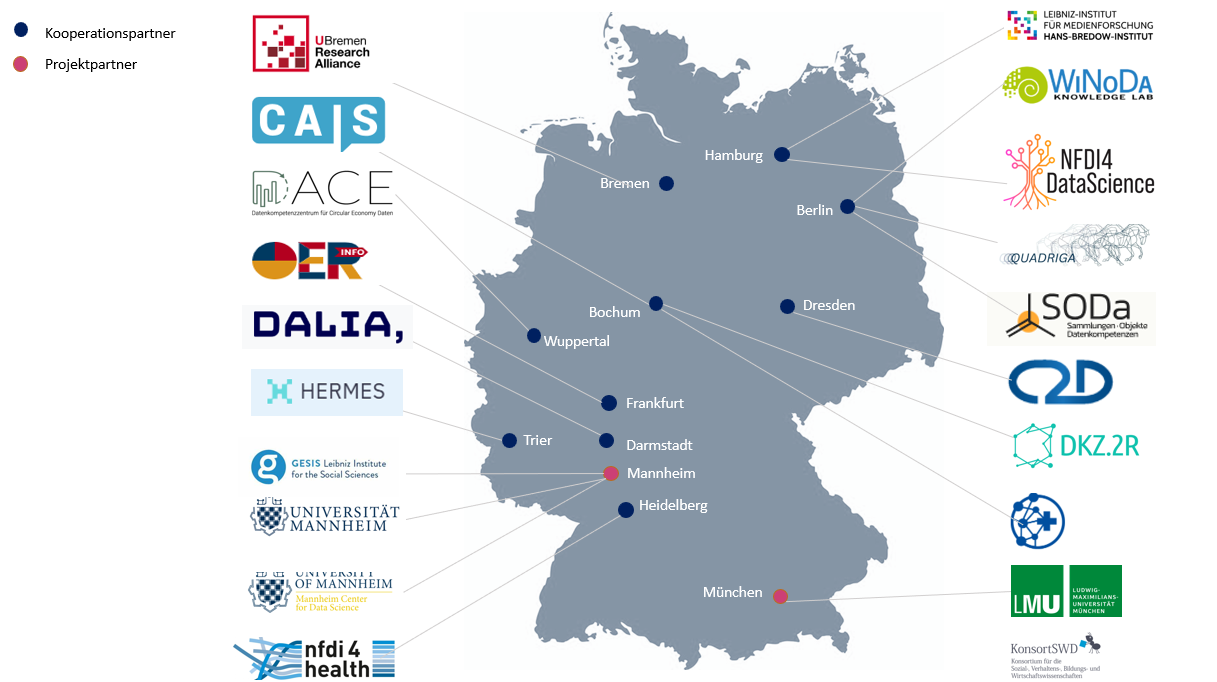 Kooperationspartner
Projektpartner
UBremen
Research
Alliance
CAIS
DACE
Datenkompetenzzentrum für Circular Economy Daten
OER INFO
DALIA,
HERMES
GESIS Leibniz Institute
for the Social Sciences
UNIVERSITÄT
MANNHEIM
UNIVERSITY
OF MANNHEIM
Mannheim Center
for Data Science
nfdi 4
health
Hamburg
Bremen
Berlin
Bochum
Dresden
Wuppertal
Frankfurt
Trier
Darmstadt
Mannheim
Heidelberg
München
LEIBNIZ-INSTITUT
FÜR MEDIENFORSCHUNG
HANS-BREDOW-INSTITUT
WiNoDa
KNOWLEDGE LAB
NFDI4
DataScience
QUADRIGA
SODa
Sammlungen · Objekte
Datenkompetenzen
C2D
DKZ.2R
LMU
LUDWIG-
MAXIMILIANS-
UNIVERSITÄT
MÜNCHEN
KonsortSWD
Konsortium für die
Sozial-, Verhaltens-, Bildungs- und
Wirtschaftswissenschaften